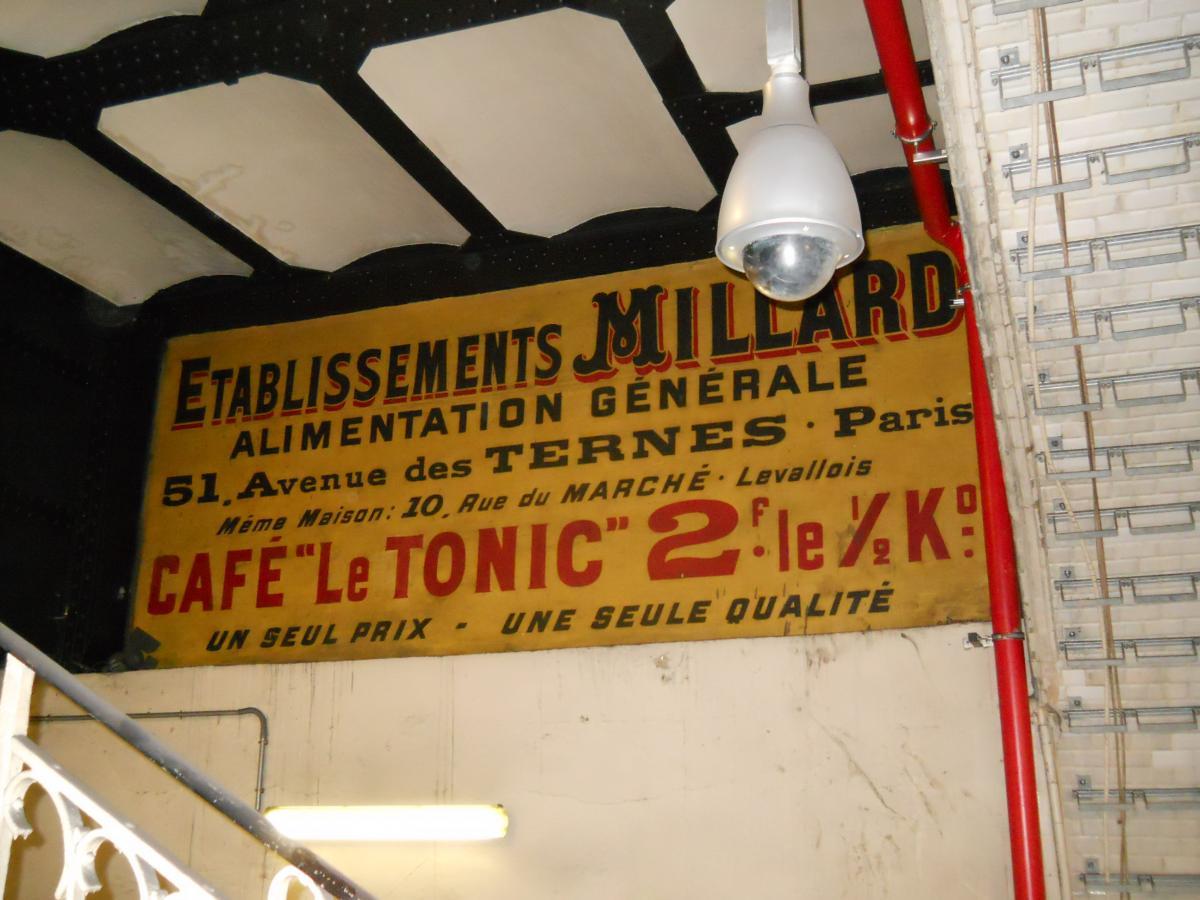 ETABLISSEMENTS MILLARD
ALIMENTATION GÉNÉRALE
51, Avenue des TERNES · Paris
Même Maison: 10, Rue du MARCHÉ · Levallois
CAFÉ "Le TONIC" 2f. le 1/2 Ko
UN SEUL PRIX - UNE SEULE QUALITÉ